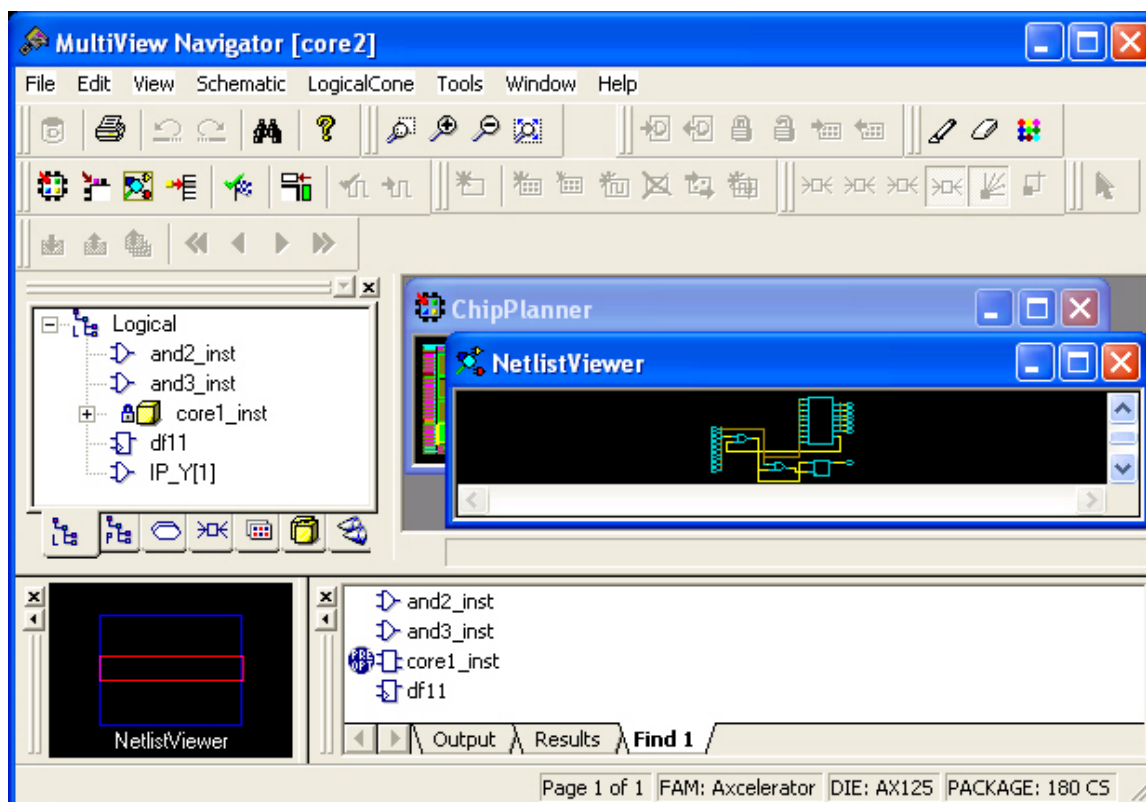 MultiView Navigator [core2]
File Edit View Schematic LogicalCone Tools Window Help
Logical
and2_inst
and3_inst
core1_inst
df11
IP_Y[1]
ChipPlanner
NetlistViewer
NetlistViewer
and2_inst
and3_inst
core1_inst
df11
Output Results Find 1
Page 1 of 1 FAM: Axcelerator DIE: AX125 PACKAGE: 180 CS